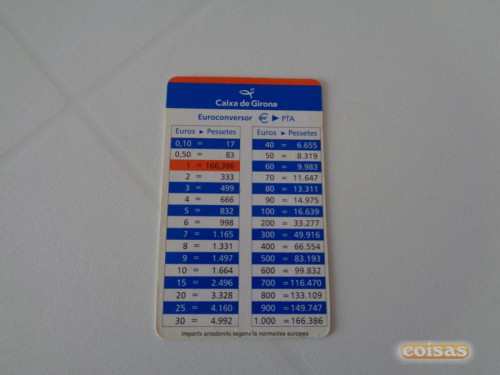 Caixa de Girona
Euroconversor € ▶ PTA
Euros ▶ Pessetes
0,10 = 17
0,50 = 83
1 = 166,386
2 = 333
3 = 499
4 = 666
5 = 832
6 = 998
7 = 1.165
8 = 1.331
9 = 1.497
10 = 1.664
15 = 2.496
20 = 3.328
25 = 4.160
30 = 4.992
Euros ▶ Pessetes
40 = 6.655
50 = 8.319
60 = 9.983
70 = 11.647
80 = 13.311
90 = 14.975
100 = 16.639
200 = 33.277
300 = 49.916
400 = 66.554
500 = 83.193
600 = 99.832
700 = 116.470
800 = 133.109
900 = 149.747
1.000 = 166.386
Imports arrodonits segons la normativa europea
coisas